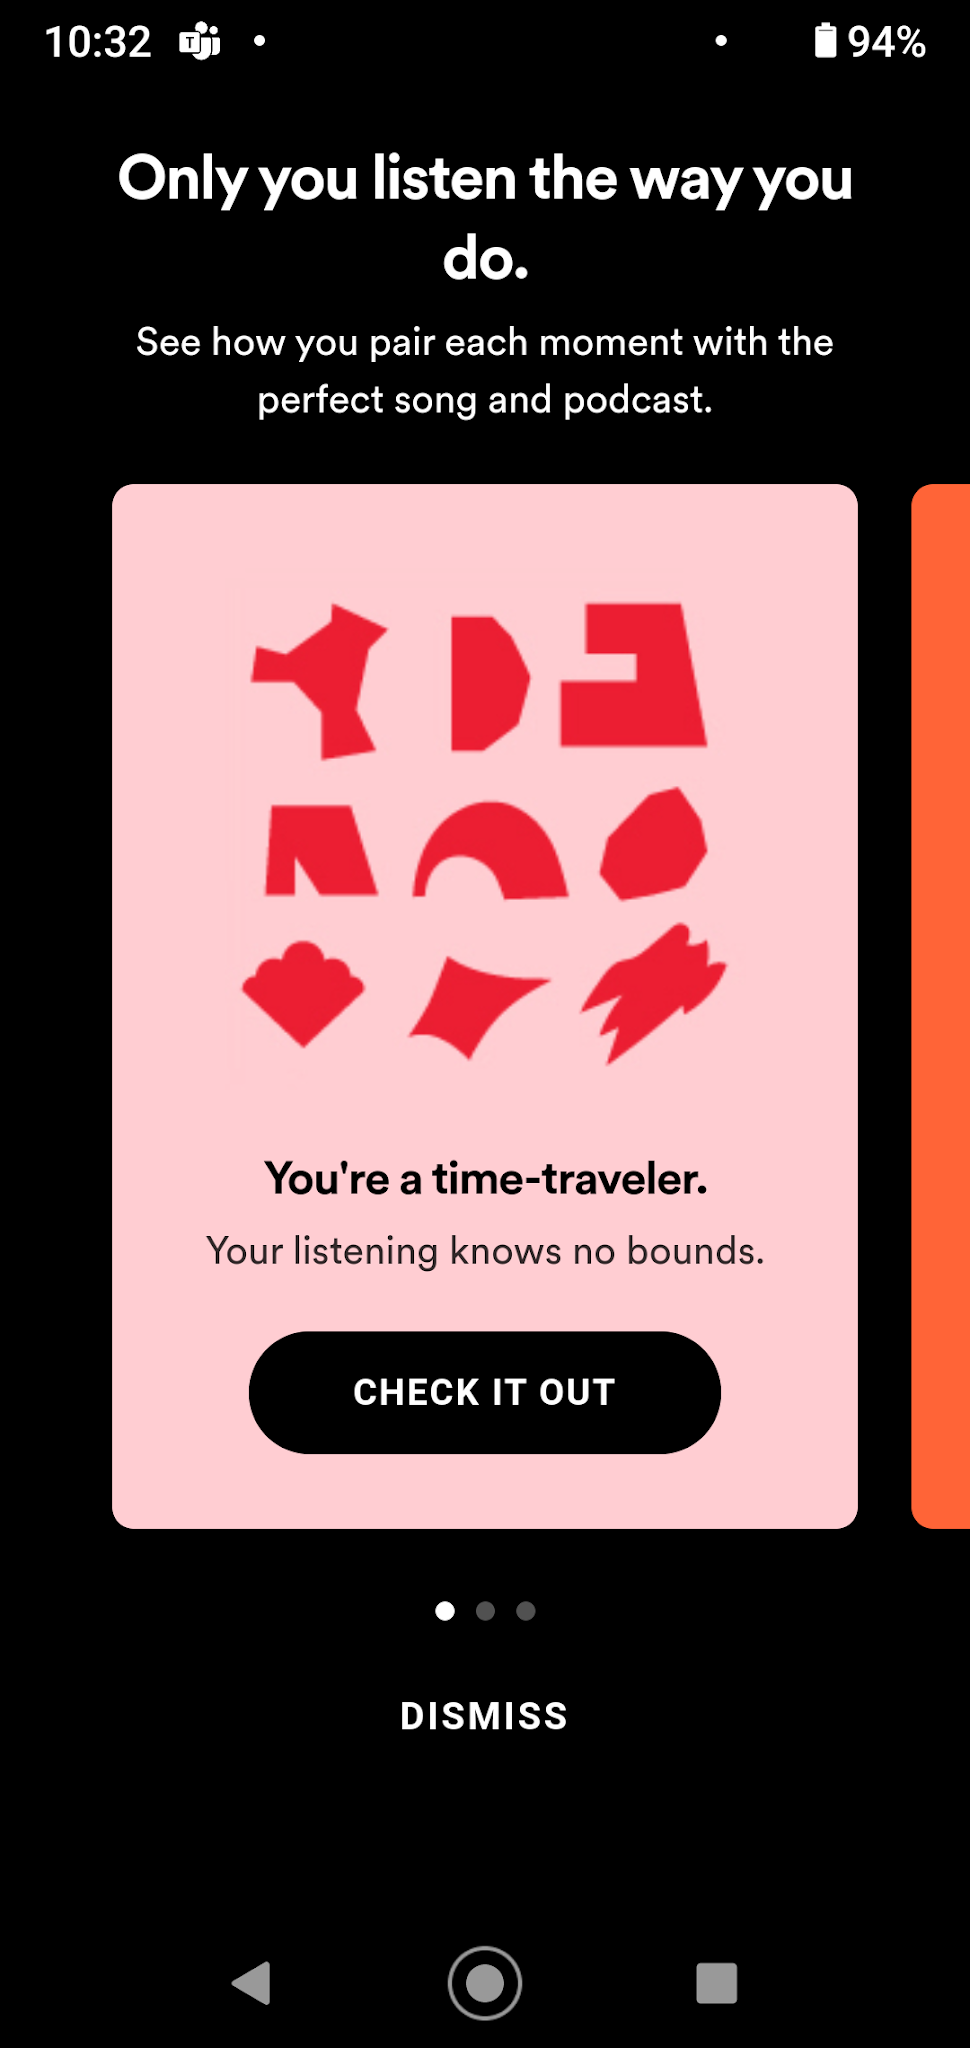 10:32
T
94%
Only you listen the way you
do.
See how you pair each moment with the
perfect song and podcast.
You're a time-traveler.
Your listening knows no bounds.
CHECK IT OUT
DISMISS